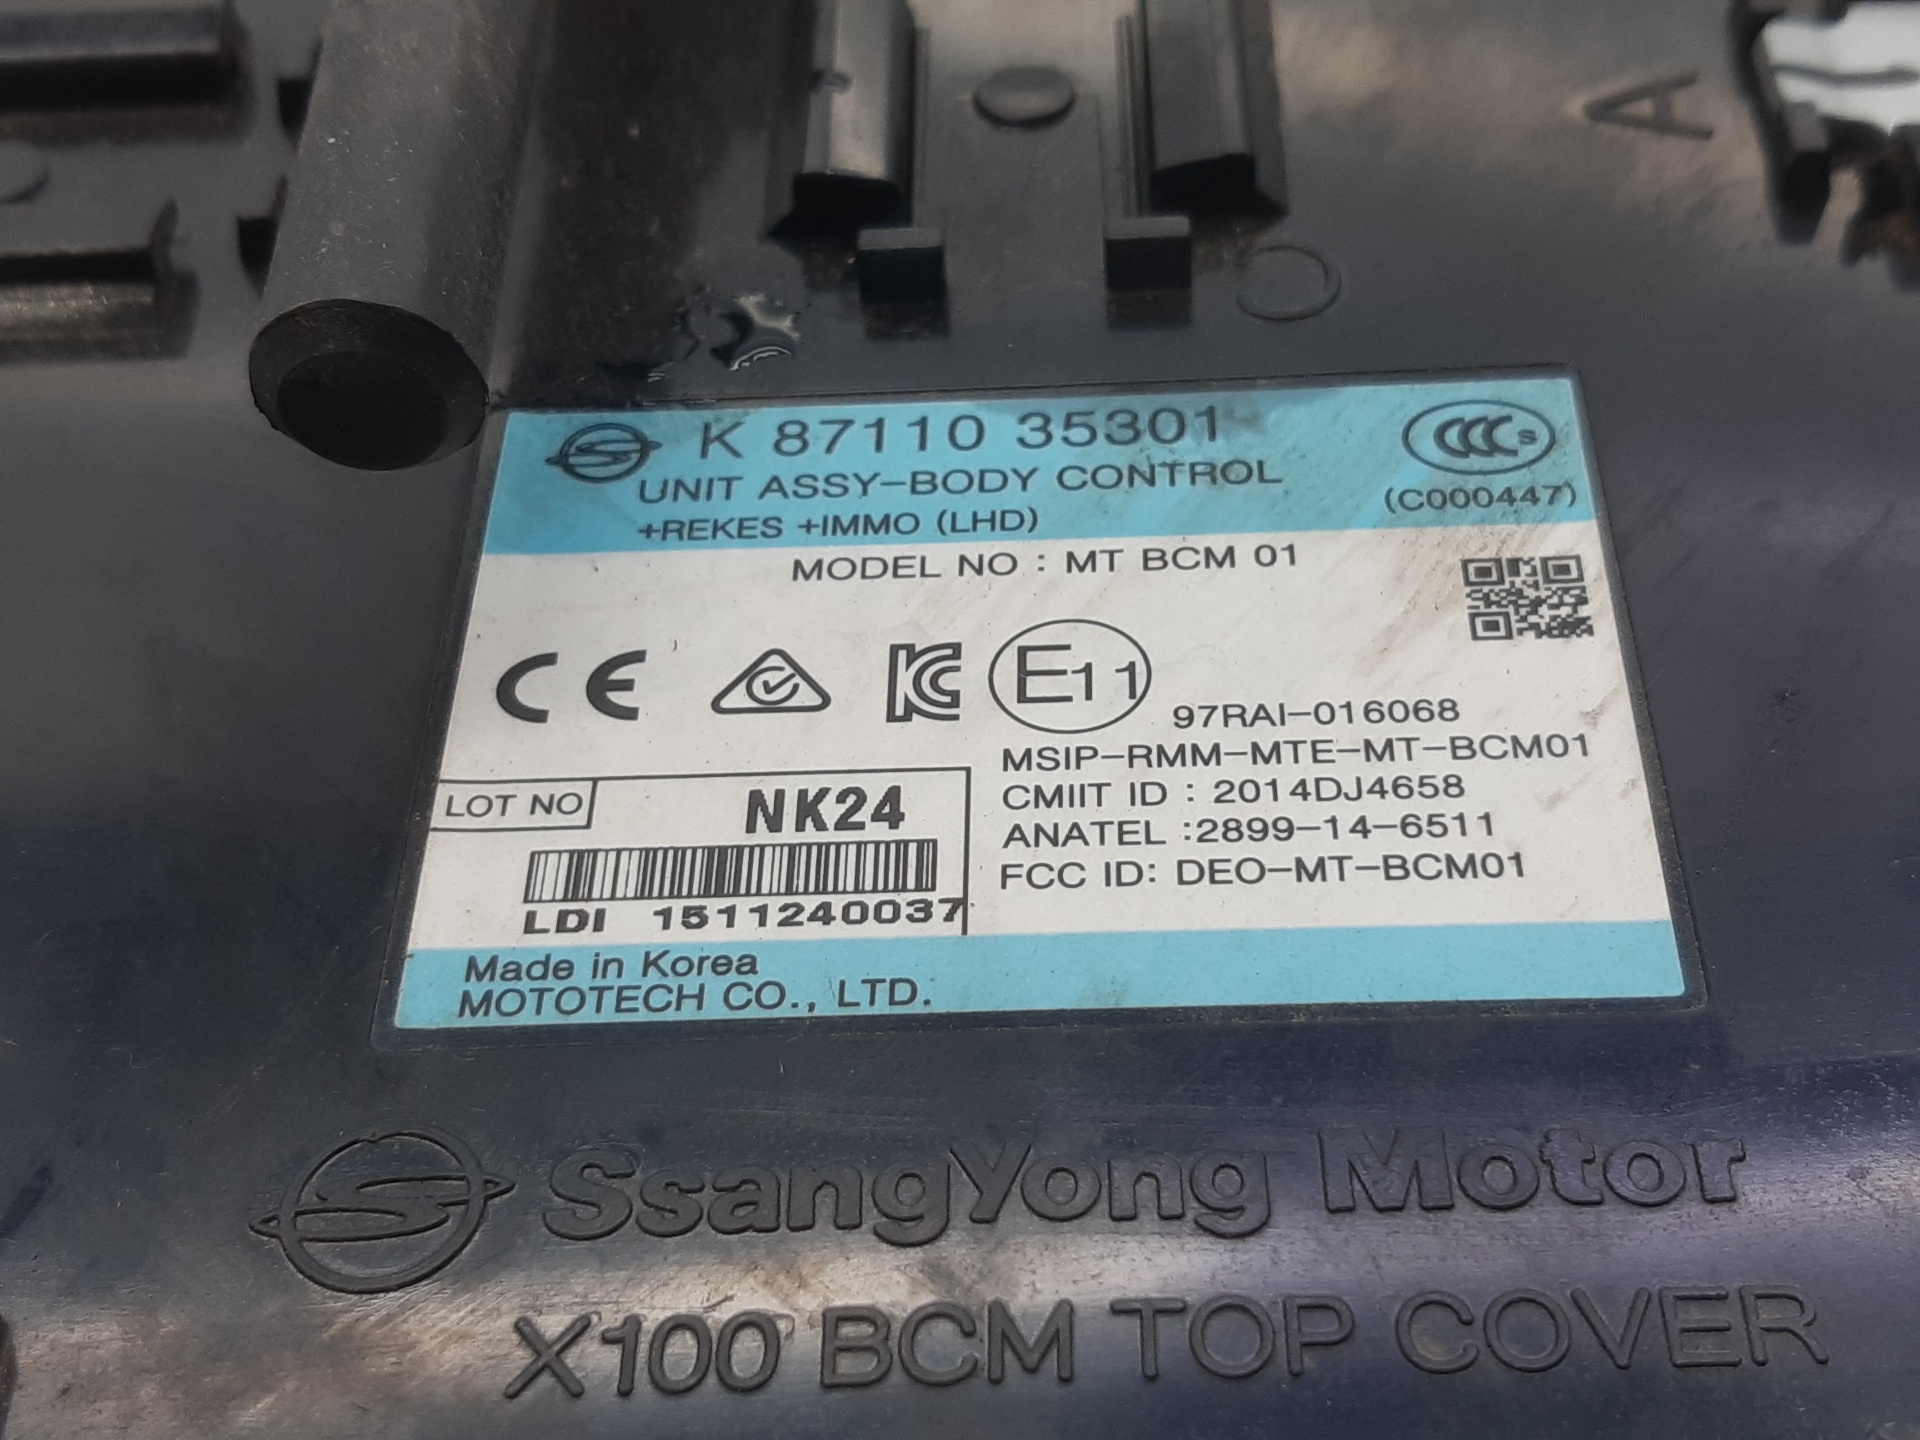 A
K 87110 35301
UNIT ASSY-BODY CONTROL
+REKES +IMMO (LHD)
CCC S
(C000447)
MODEL NO : MT BCM 01
CE
KC
E11
97RAI-016068
MSIP-RMM-MTE-MT-BCM01
CMIIT ID : 2014DJ4658
ANATEL :2899-14-6511
FCC ID: DEO-MT-BCM01
LOT NO
NK24
LDI 1511240037
Made in Korea
MOTOTECH CO., LTD.
SsangYong Motor
X100 BCM TOP COVER